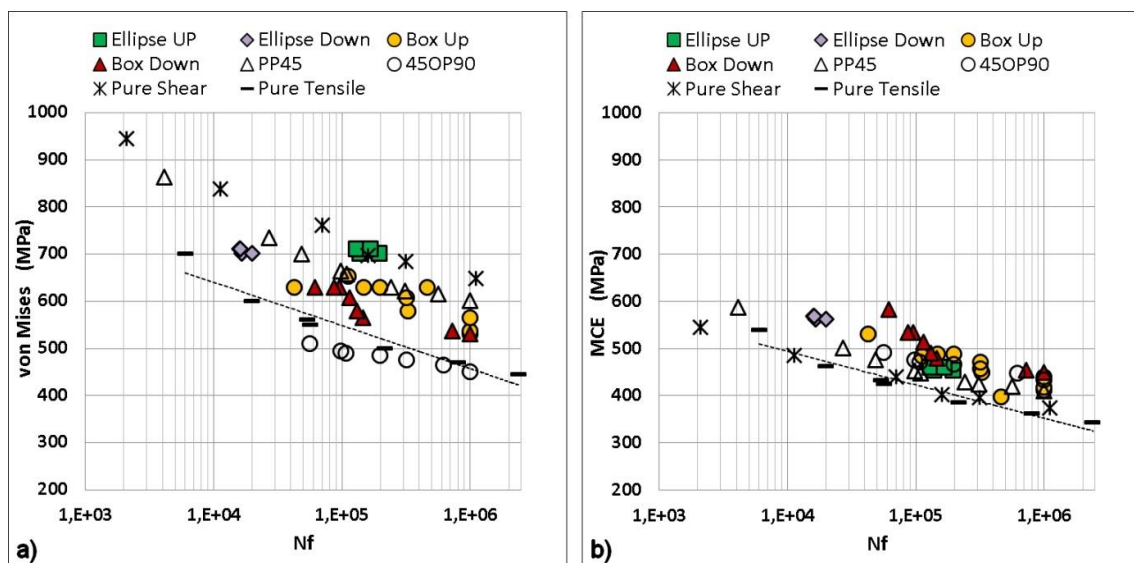 Ellipse UP Ellipse Down Box Up
Box Down PP45 45OP90
Pure Shear Pure Tensile
1000
900
800
700
600
500
400
300
200
von Mises (MPa)
1,E+03 1,E+04 1,E+05 1,E+06
Nf
a)
Ellipse UP Ellipse Down Box Up
Box Down PP45 45OP90
Pure Shear Pure Tensile
1000
900
800
700
600
500
400
300
200
MCE (MPa)
1,E+03 1,E+04 1,E+05 1,E+06
Nf
b)